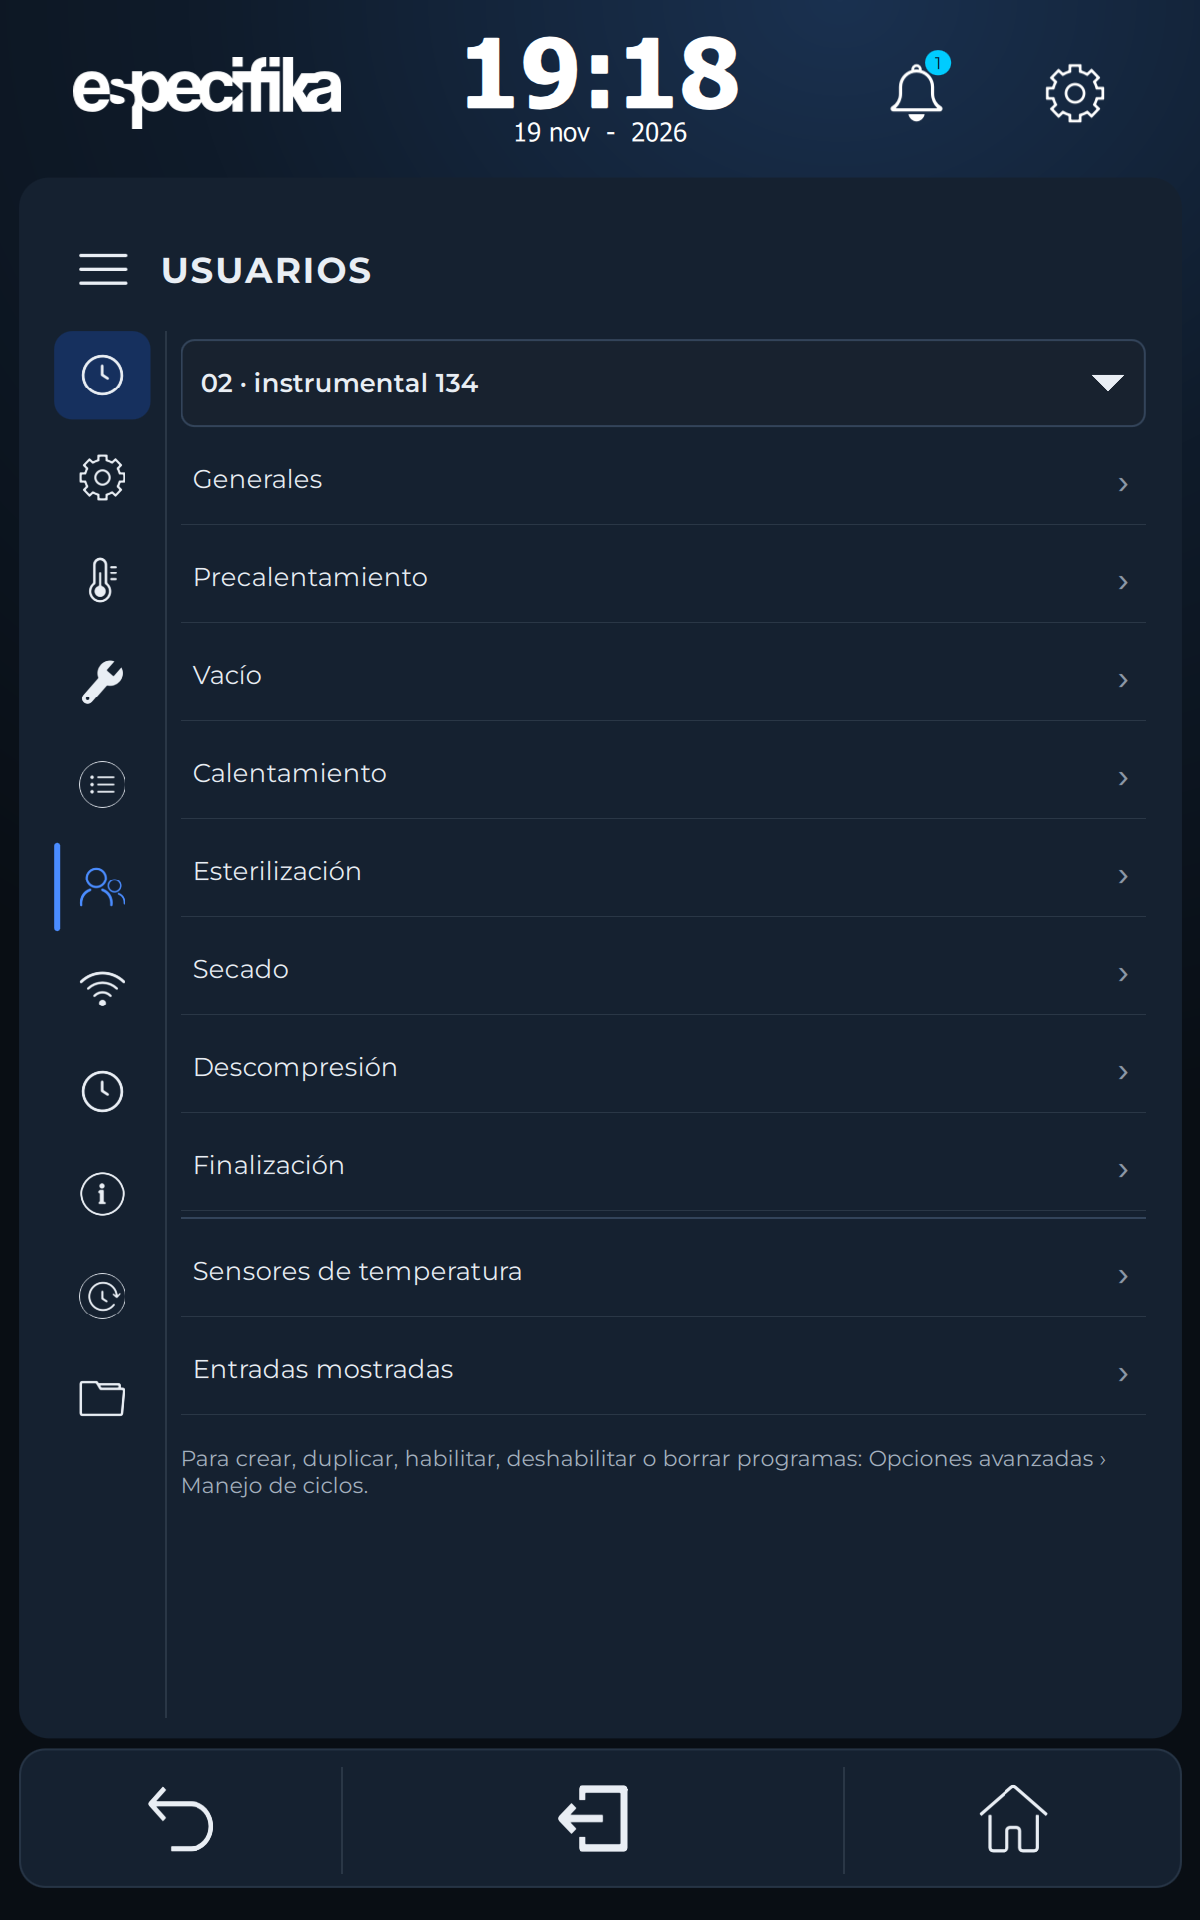 especifika
19:18
1
19 nov - 2026
USUARIOS
02 · instrumental 134
Generales
Precalentamiento
Vacío
Calentamiento
Esterilización
Secado
Descompresión
Finalización
Sensores de temperatura
Entradas mostradas
Para crear, duplicar, habilitar, deshabilitar o borrar programas: Opciones avanzadas ›
Manejo de ciclos.